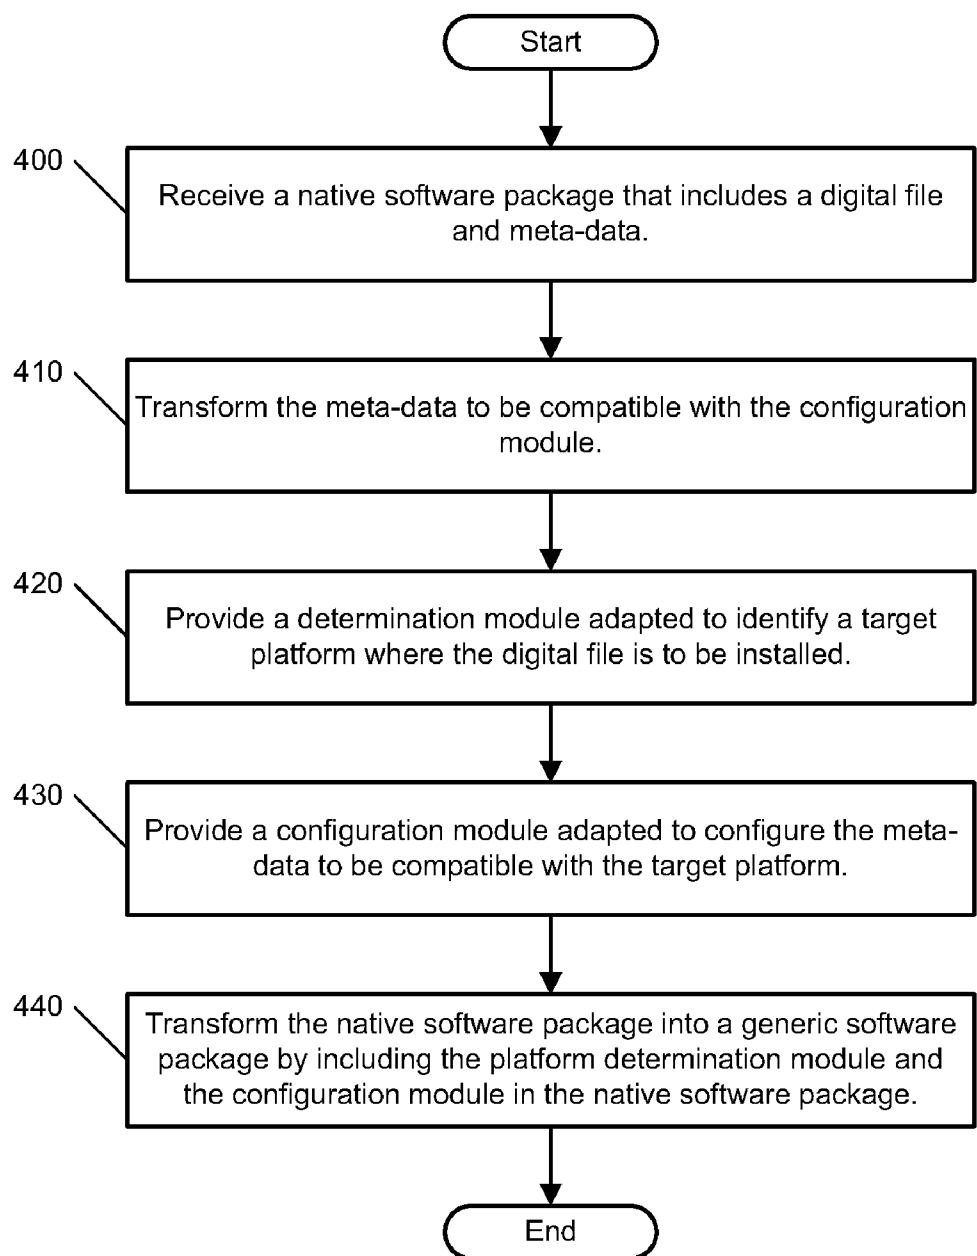 Start
400
Receive a native software package that includes a digital file
and meta-data.
410
Transform the meta-data to be compatible with the configuration
module.
420
Provide a determination module adapted to identify a target
platform where the digital file is to be installed.
430
Provide a configuration module adapted to configure the meta-
data to be compatible with the target platform.
440
Transform the native software package into a generic software
package by including the platform determination module and
the configuration module in the native software package.
End